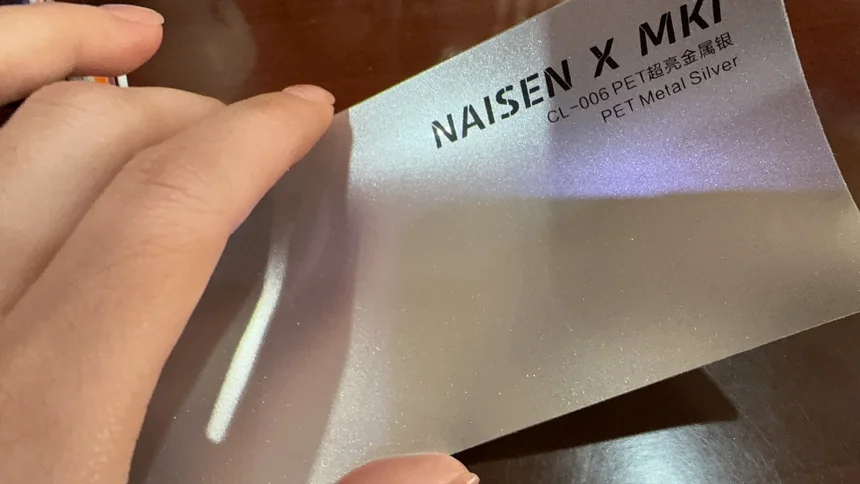 NAISEN X MKI
CL-006 PET超亮金属银
PET Metal Silver